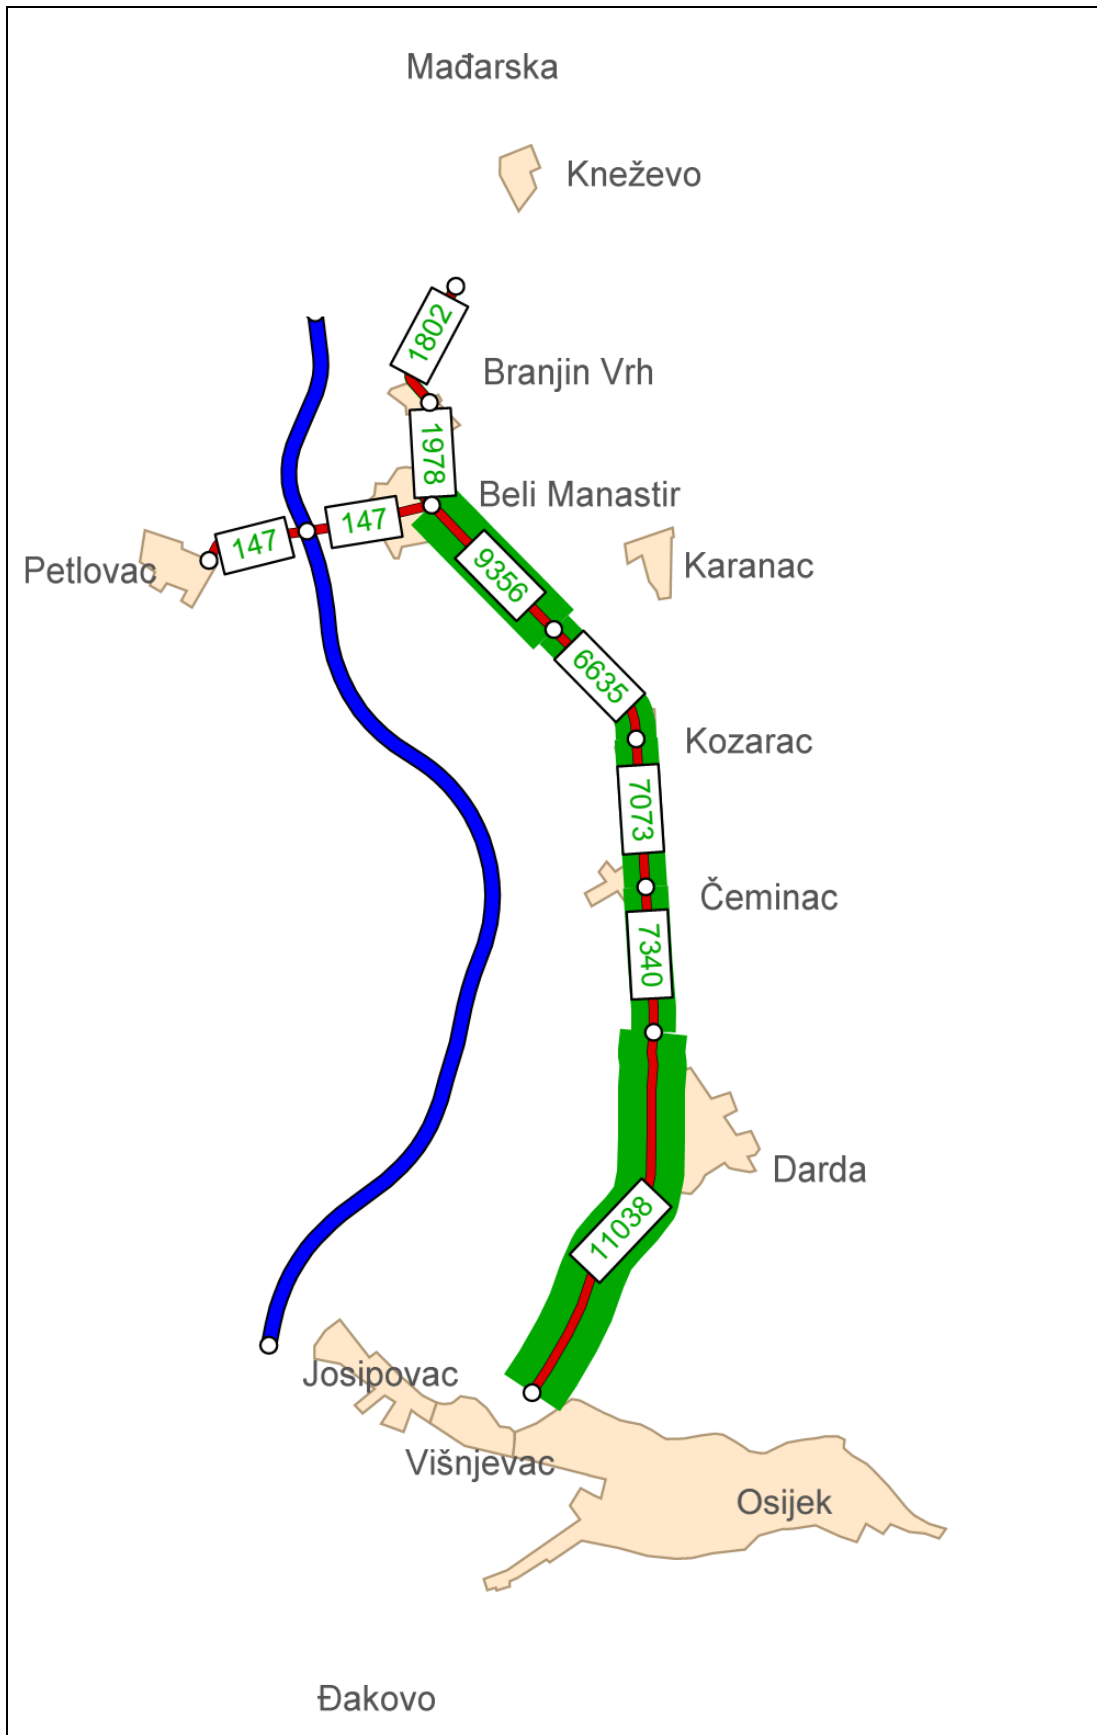 Mađarska
Kneževo
1802
Branjin Vrh
1978
Beli Manastir
147
147
Petlovac
9356
Karanac
6635
Kozarac
7073
Čeminac
7340
Darda
11038
Josipovac
Višnjevac
Osijek
Đakovo